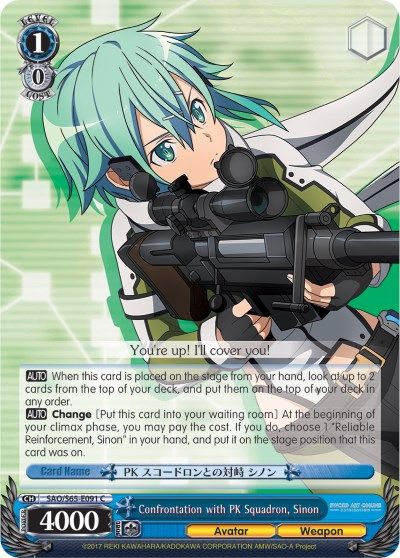 LEVEL
1
0
COST
You're up! I'll cover you!
AUTO When this card is placed on the stage from your hand, look at up to 2
cards from the top of your deck, and put them on the top of your deck in
any order.
AUTO Change [Put this card into your waiting room] At the beginning of
your climax phase, you may pay the cost. If you do, choose 1 "Reliable
Reinforcement, Sinon" in your hand, and put it on the stage position that this
card was on.
Card Name PK スコードロンとの対峙 シノン
GH SAO/S65-E091 C
Confrontation with PK Squadron, Sinon
4000
Avatar Weapon
©2017 REKI KAWAHARA/KADOKAWA CORPORATION AMW/SAO-A Project